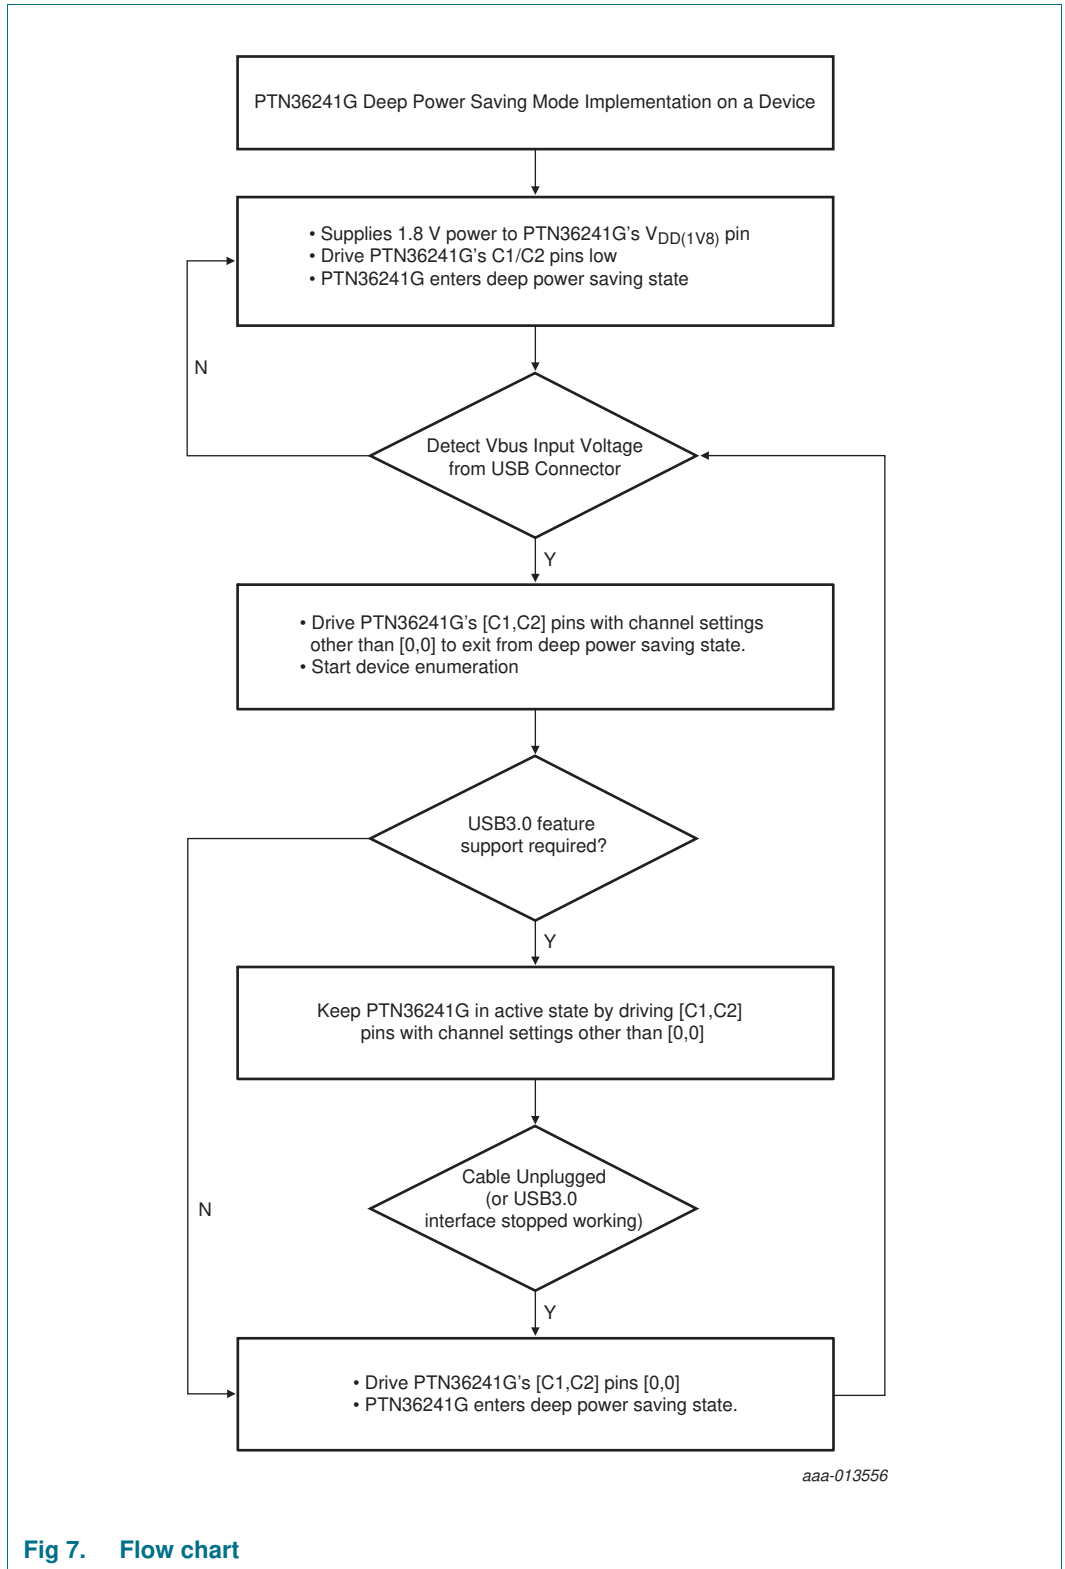 PTN36241G Deep Power Saving Mode Implementation on a Device
• Supplies 1.8 V power to PTN36241G's VDD(1V8) pin
• Drive PTN36241G's C1/C2 pins low
• PTN36241G enters deep power saving state
N
Detect Vbus Input Voltage
from USB Connector
Y
• Drive PTN36241G's [C1,C2] pins with channel settings
other than [0,0] to exit from deep power saving state.
• Start device enumeration
USB3.0 feature
support required?
Y
Keep PTN36241G in active state by driving [C1,C2]
pins with channel settings other than [0,0]
Cable Unplugged
(or USB3.0
interface stopped working)
N
Y
• Drive PTN36241G's [C1,C2] pins [0,0]
• PTN36241G enters deep power saving state.
aaa-013556
Fig 7. Flow chart